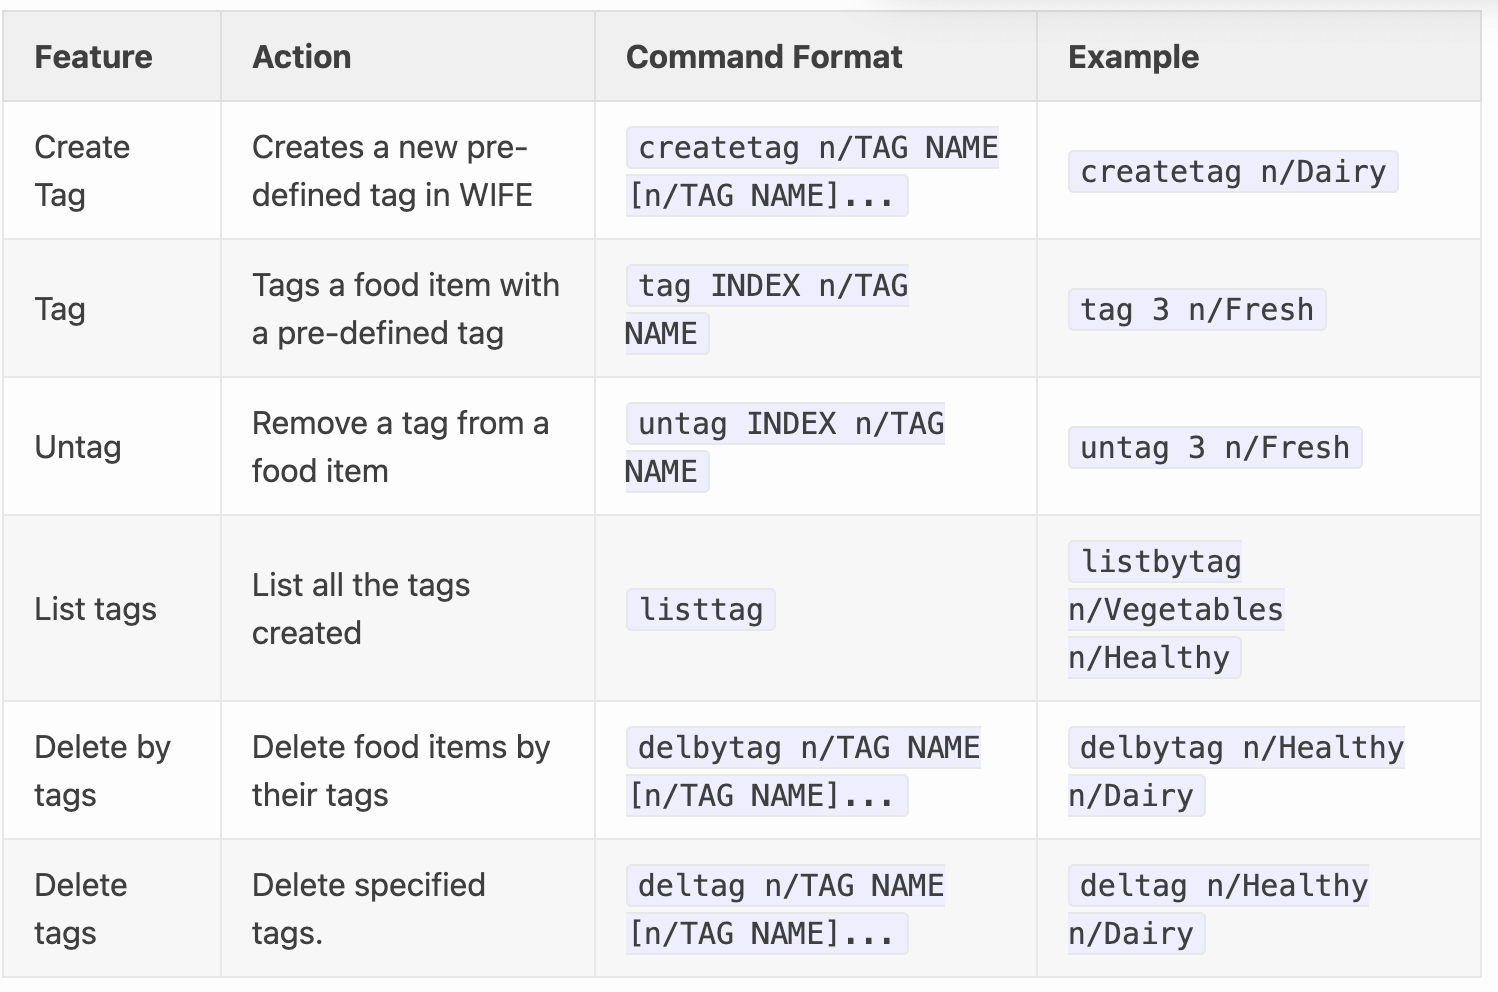 Feature Action Command Format Example
Create
Tag
Creates a new pre-
defined tag in WIFE
createtag n/TAG NAME
[n/TAG NAME]...
createtag n/Dairy
Tag
Tags a food item with
a pre-defined tag
tag INDEX n/TAG
NAME
tag 3 n/Fresh
Untag
Remove a tag from a
food item
untag INDEX n/TAG
NAME
untag 3 n/Fresh
List tags
List all the tags
created
listtag
listbytag
n/Vegetables
n/Healthy
Delete by
tags
Delete food items by
their tags
delbytag n/TAG NAME
[n/TAG NAME]...
delbytag n/Healthy
n/Dairy
Delete
tags
Delete specified
tags.
deltag n/TAG NAME
[n/TAG NAME]...
deltag n/Healthy
n/Dairy